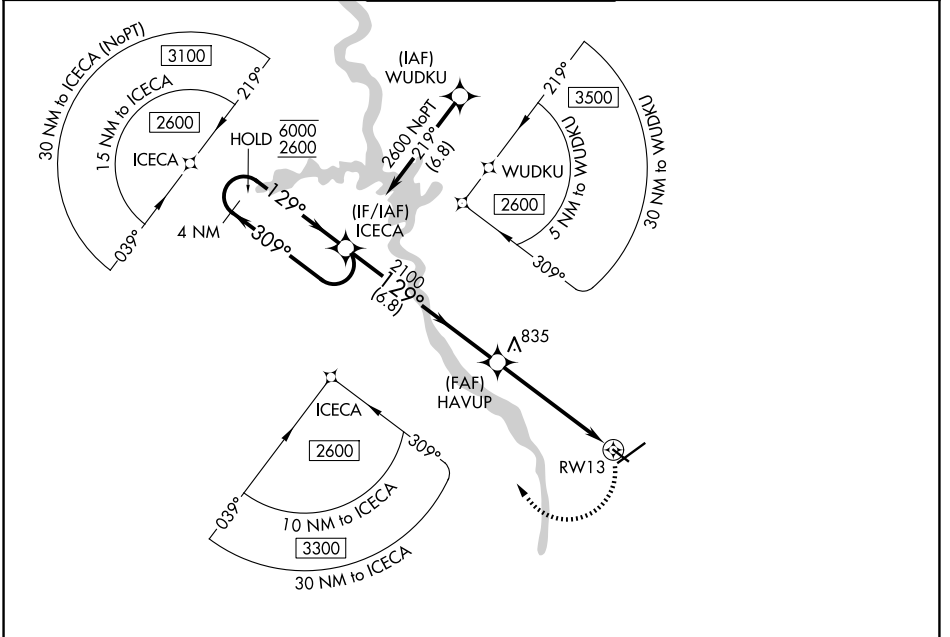 30 NM to ICECA (NoPT)
3100
15 NM to ICECA
2600
ICECA
219°
039°
HOLD
6000
2600
4 NM
129°
309°
(IAF)
WUDKU
2600 NoPT
219°
(6.8)
(IF/IAF)
ICECA
2100
129°
(6.8)
219°
3500
WUDKU
2600
5 NM to WUDKU
30 NM to WUDKU
309°
835
(FAF)
HAVUP
RW13
ICECA
2600
309°
039°
10 NM to ICECA
3300
30 NM to ICECA